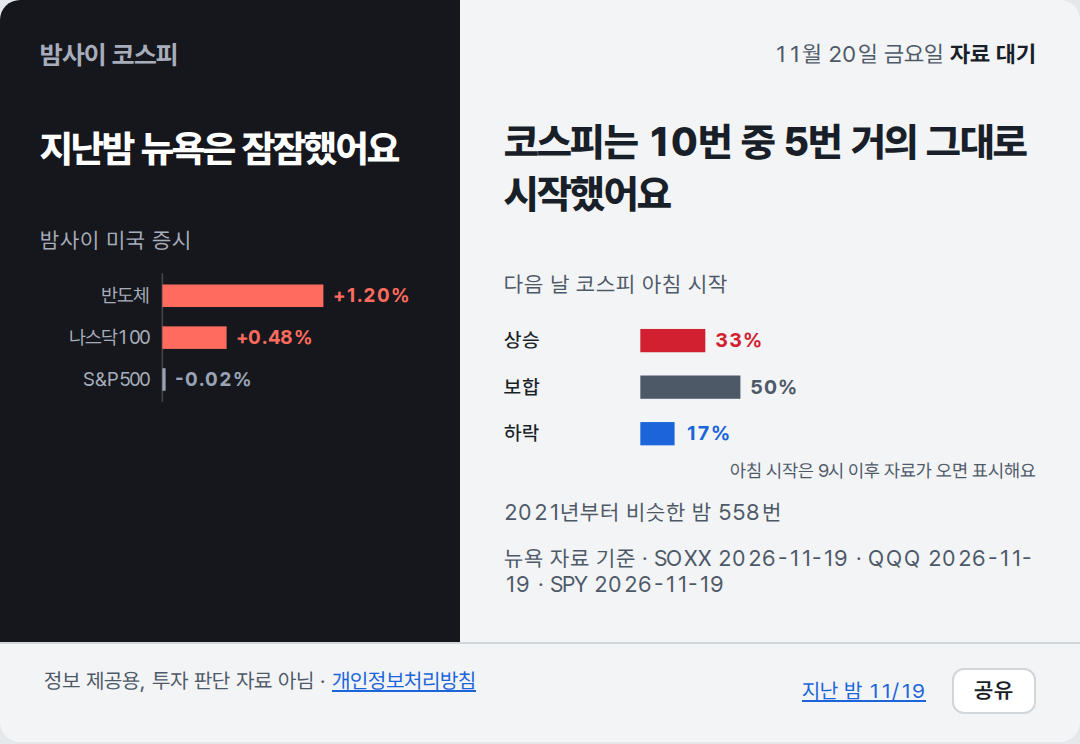 밤사이 코스피
지난밤 뉴욕은 잠잠했어요
밤사이 미국 증시
반도체 +1.20%
나스닥100 +0.48%
S&P500 -0.02%
11월 20일 금요일 자료 대기
코스피는 10번 중 5번 거의 그대로
시작했어요
다음 날 코스피 아침 시작
상승 33%
보합 50%
하락 17%
아침 시작은 9시 이후 자료가 오면 표시해요
2021년부터 비슷한 밤 558번
뉴욕 자료 기준 · SOXX 2026-11-19 · QQQ 2026-11-
19 · SPY 2026-11-19
정보 제공용, 투자 판단 자료 아님 · 개인정보처리방침
지난 밤 11/19
공유